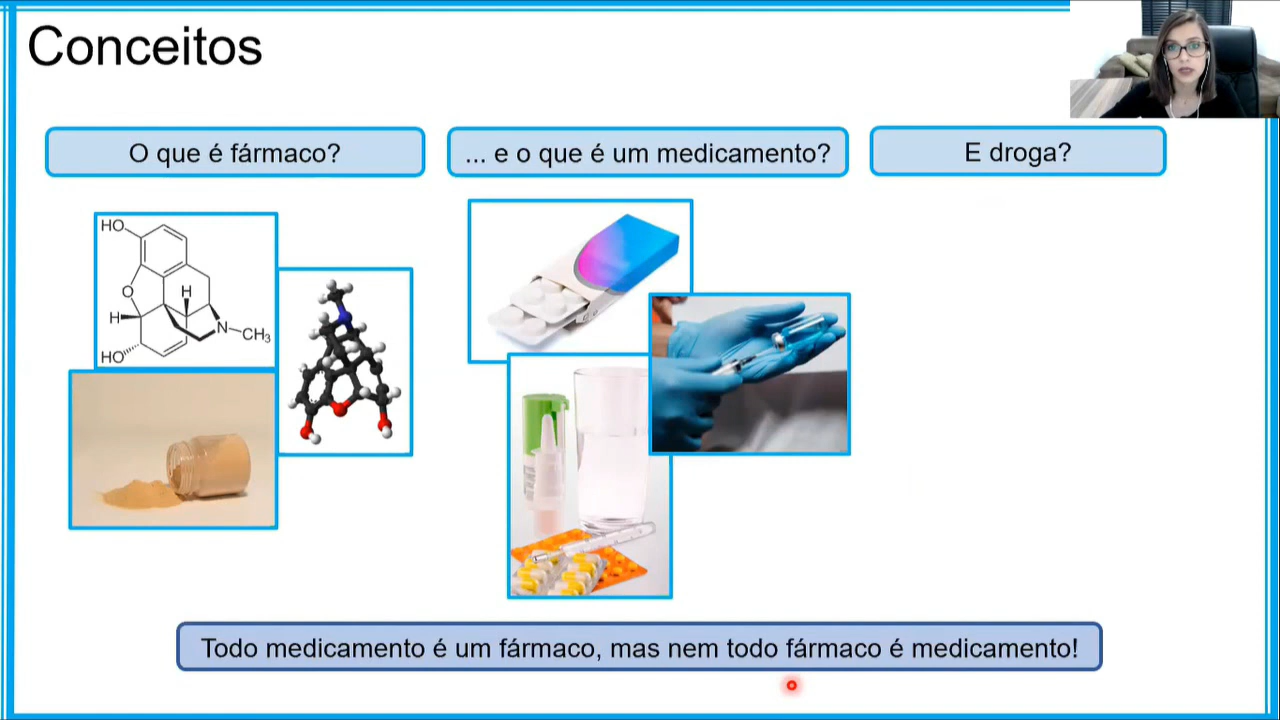 Conceitos
O que é fármaco?
... e o que é um medicamento?
E droga?
HO
O
H
H
N
CH₃
HO
Todo medicamento é um fármaco, mas nem todo fármaco é medicamento!